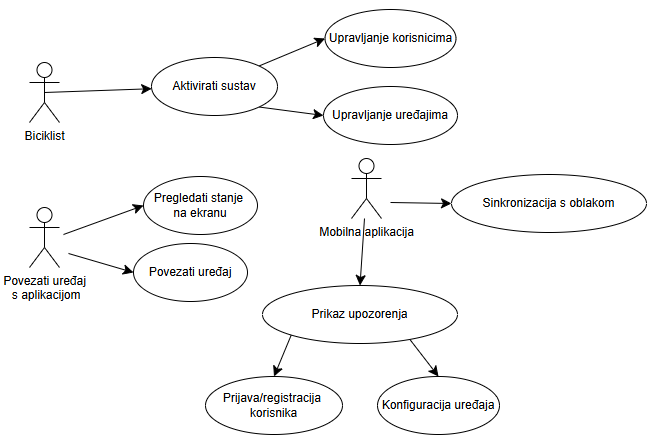 Upravljanje korisnicima
Aktivirati sustav
Upravljanje uređajima
Biciklist
Pregledati stanje
na ekranu
Sinkronizacija s oblakom
Mobilna aplikacija
Povezati uređaj
Povezati uređaj
s aplikacijom
Prikaz upozorenja
Prijava/registracija
korisnika
Konfiguracija uređaja